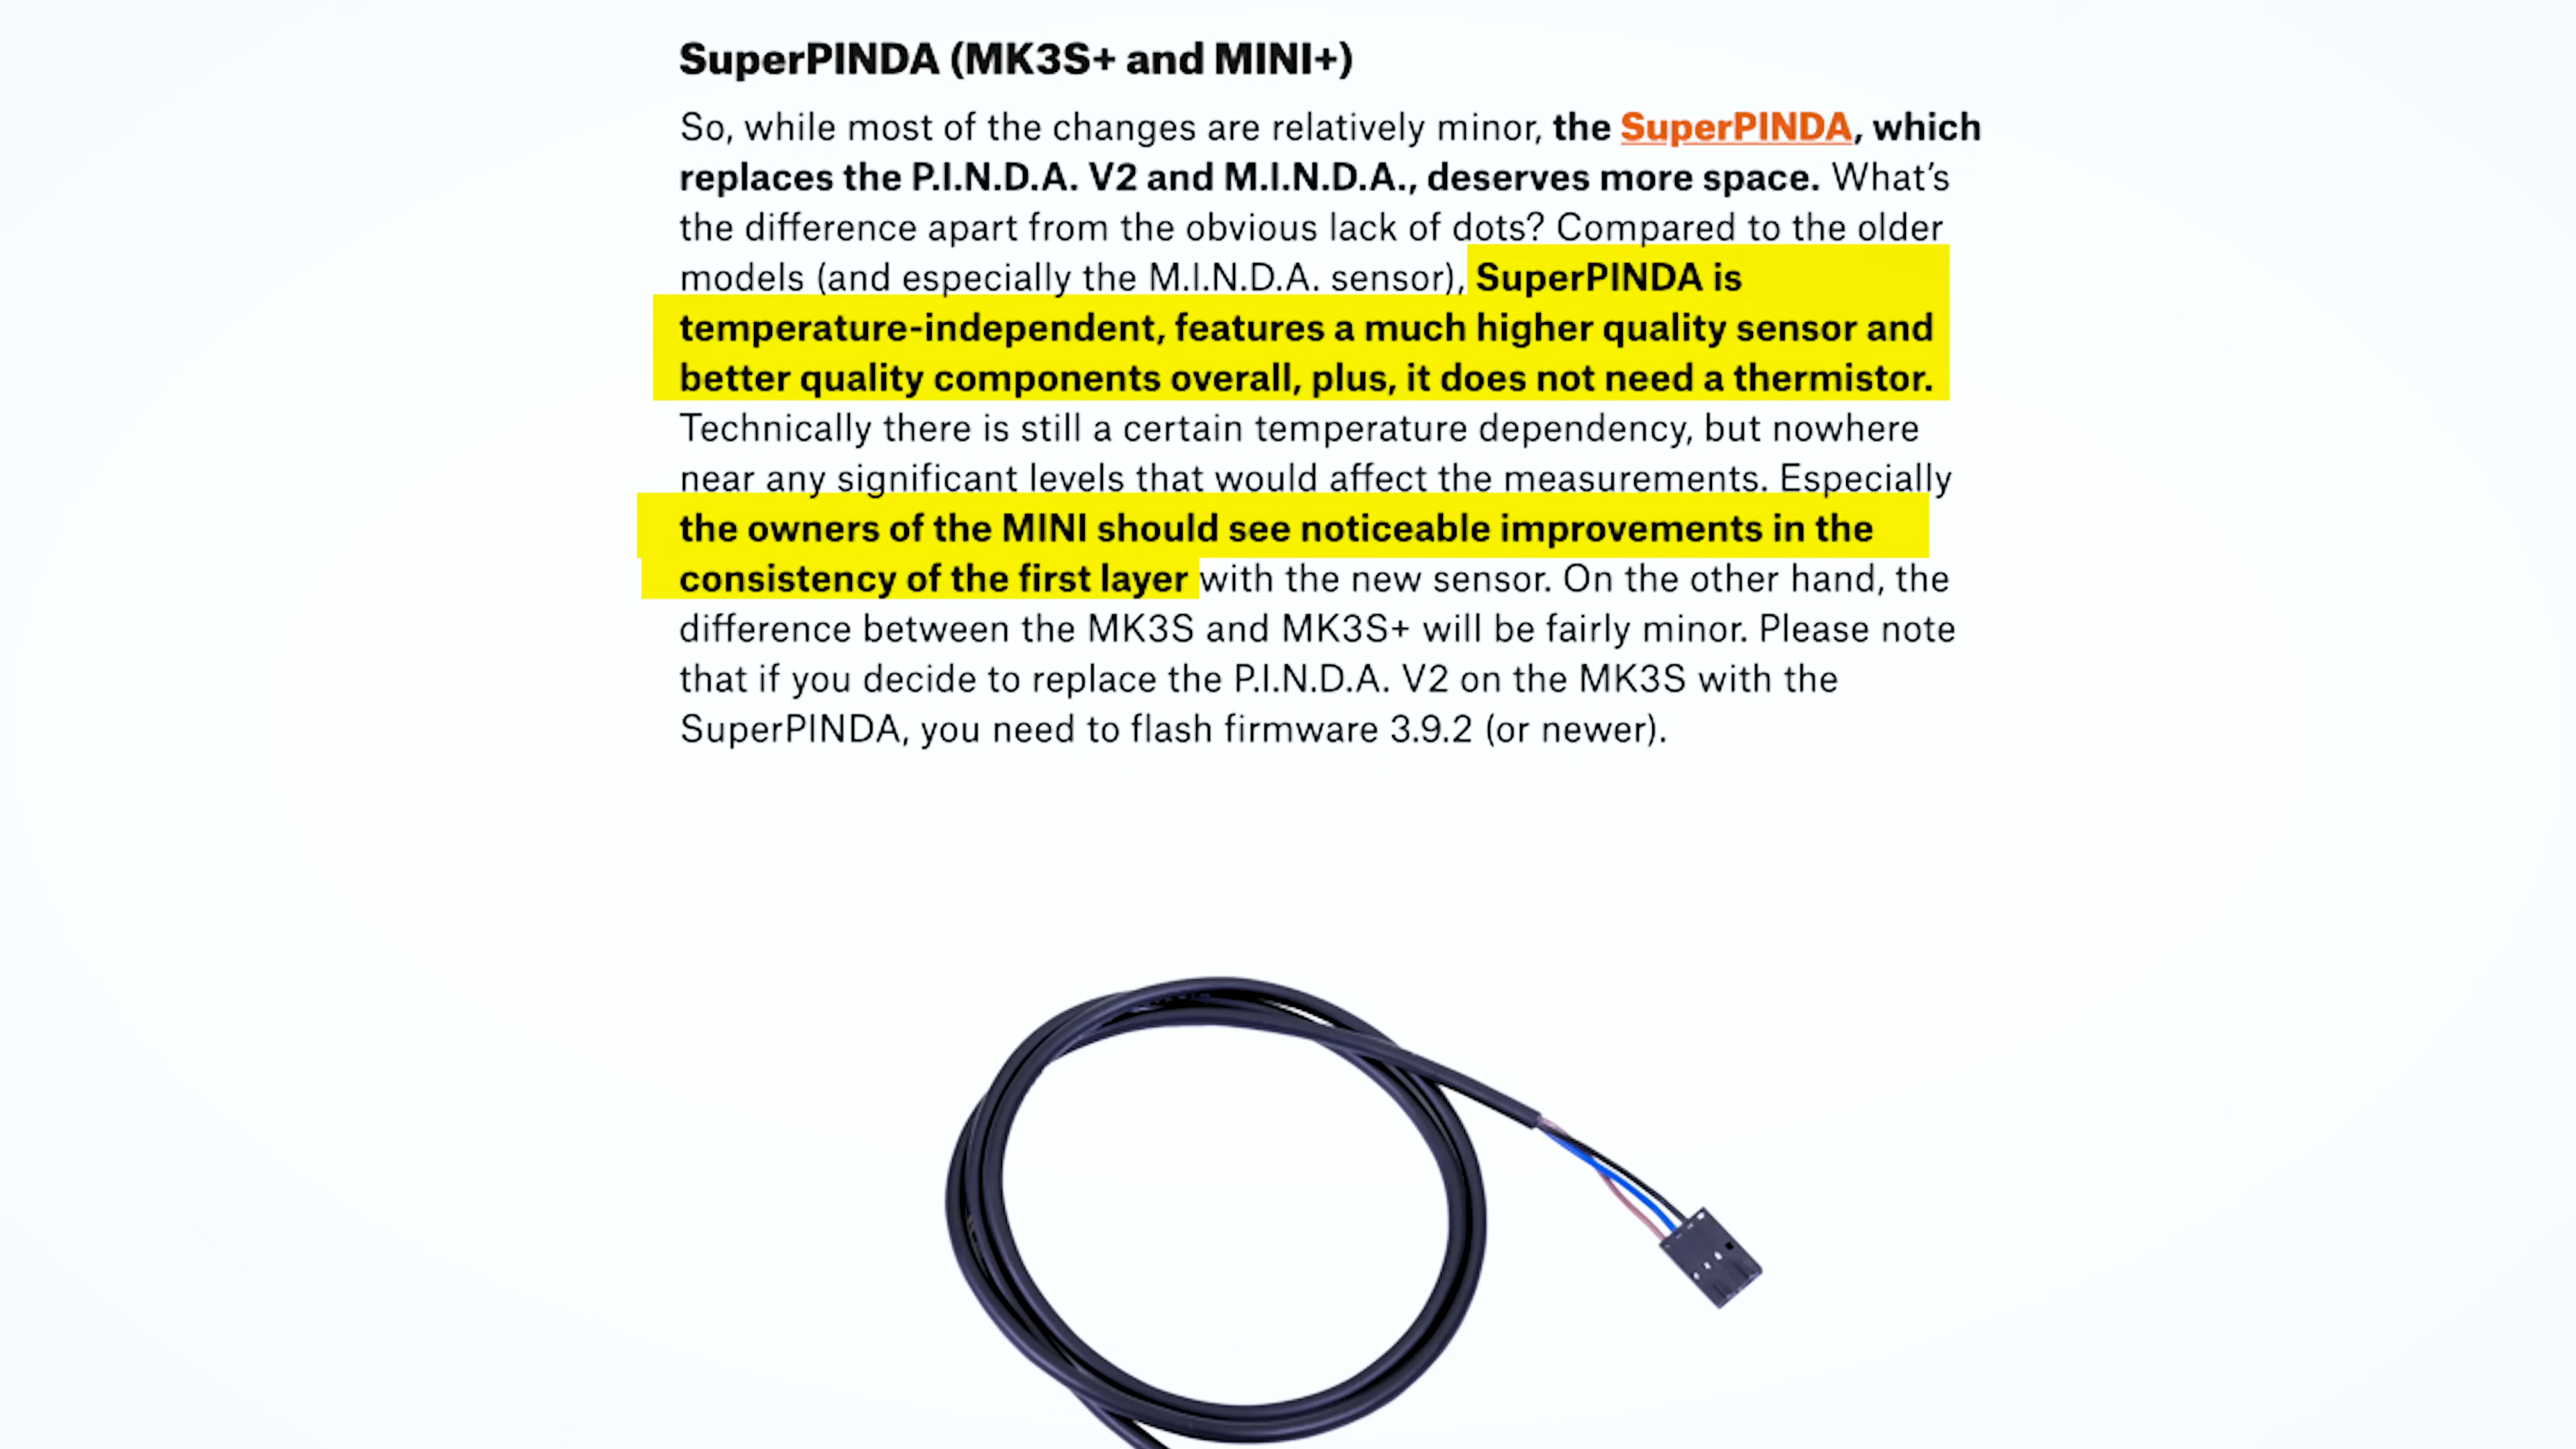 SuperPINDA (MK3S+ and MINI+)
So, while most of the changes are relatively minor, the SuperPINDA, which
replaces the P.I.N.D.A. V2 and M.I.N.D.A., deserves more space. What’s
the difference apart from the obvious lack of dots? Compared to the older
models (and especially the M.I.N.D.A. sensor), SuperPINDA is
temperature-independent, features a much higher quality sensor and
better quality components overall, plus, it does not need a thermistor.
Technically there is still a certain temperature dependency, but nowhere
near any significant levels that would affect the measurements. Especially
the owners of the MINI should see noticeable improvements in the
consistency of the first layer with the new sensor. On the other hand, the
difference between the MK3S and MK3S+ will be fairly minor. Please note
that if you decide to replace the P.I.N.D.A. V2 on the MK3S with the
SuperPINDA, you need to flash firmware 3.9.2 (or newer).